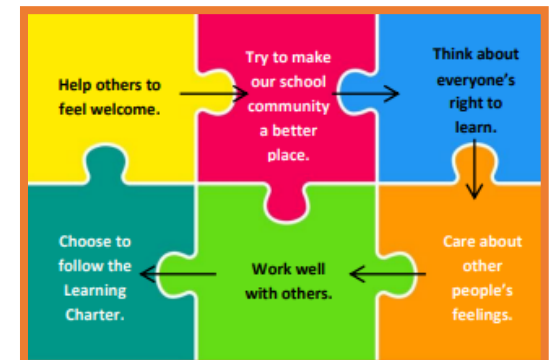 Help others to
feel welcome.
Try to make
our school
community
a better
place.
Think about
everyone's
right to
learn.
Care about
other
people's
feelings.
Work well
with others.
Choose to
follow the
Learning
Charter.